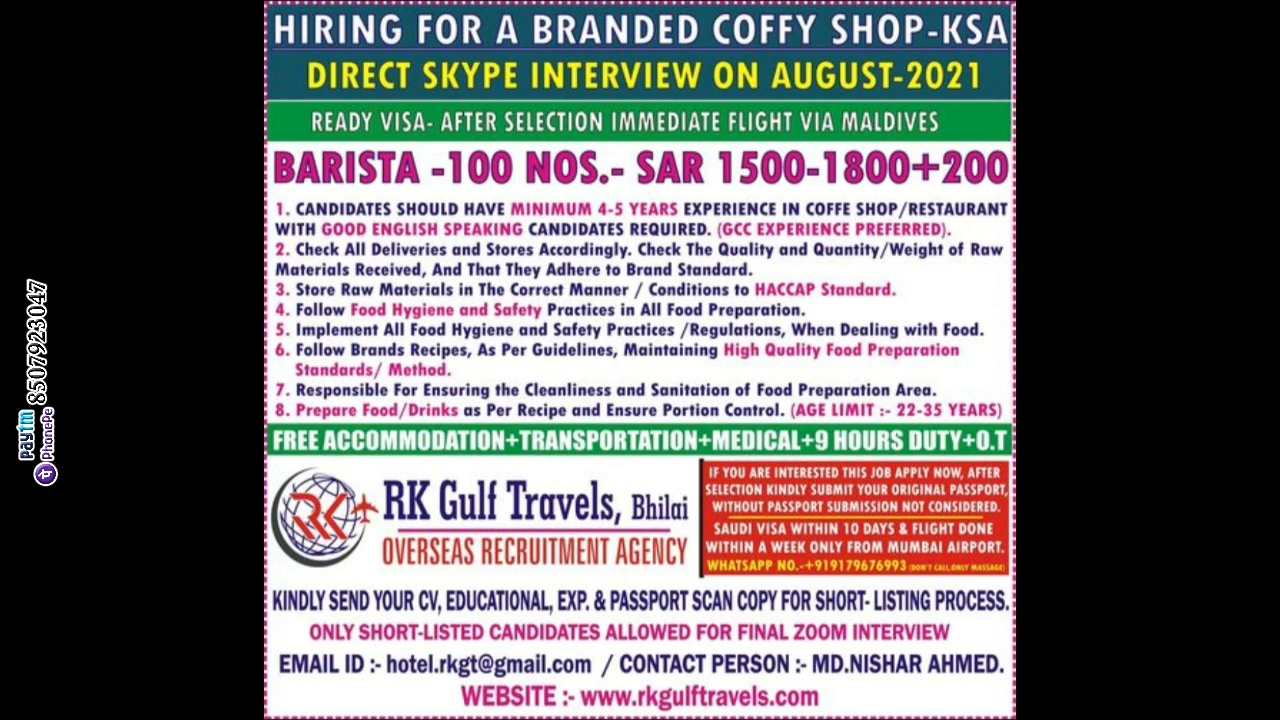 HIRING FOR A BRANDED COFFY SHOP-KSA
DIRECT SKYPE INTERVIEW ON AUGUST-2021
READY VISA- AFTER SELECTION IMMEDIATE FLIGHT VIA MALDIVES
BARISTA -100 NOS.- SAR 1500-1800+200
1. CANDIDATES SHOULD HAVE MINIMUM 4-5 YEARS EXPERIENCE IN COFFE SHOP/RESTAURANT
WITH GOOD ENGLISH SPEAKING CANDIDATES REQUIRED. (GCC EXPERIENCE PREFERRED).
2. Check All Deliveries and Stores Accordingly. Check The Quality and Quantity/Weight of Raw
Materials Received, And That They Adhere to Brand Standard.
3. Store Raw Materials in The Correct Manner / Conditions to HACCAP Standard.
4. Follow Food Hygiene and Safety Practices in All Food Preparation.
5. Implement All Food Hygiene and Safety Practices /Regulations, When Dealing with Food.
6. Follow Brands Recipes, As Per Guidelines, Maintaining High Quality Food Preparation
Standards/ Method.
7. Responsible For Ensuring the Cleanliness and Sanitation of Food Preparation Area.
8. Prepare Food/Drinks as Per Recipe and Ensure Portion Control. (AGE LIMIT :- 22-35 YEARS)
FREE ACCOMMODATION+TRANSPORTATION+MEDICAL+9 HOURS DUTY+O.T
RK
RK Gulf Travels, Bhilai
OVERSEAS RECRUITMENT AGENCY
IF YOU ARE INTERESTED THIS JOB APPLY NOW, AFTER
SELECTION KINDLY SUBMIT YOUR ORIGINAL PASSPORT,
WITHOUT PASSPORT SUBMISSION NOT CONSIDERED.
SAUDI VISA WITHIN 10 DAYS & FLIGHT DONE
WITHIN A WEEK ONLY FROM MUMBAI AIRPORT.
WHATSAPP NO.-+919179676993 (DON'T CALL,ONLY MASSAGE)
KINDLY SEND YOUR CV, EDUCATIONAL, EXP. & PASSPORT SCAN COPY FOR SHORT- LISTING PROCESS.
ONLY SHORT-LISTED CANDIDATES ALLOWED FOR FINAL ZOOM INTERVIEW
EMAIL ID :- hotel.rkgt@gmail.com / CONTACT PERSON :- MD.NISHAR AHMED.
WEBSITE :- www.rkgulftravels.com
paytm
PhonePe
8507923047